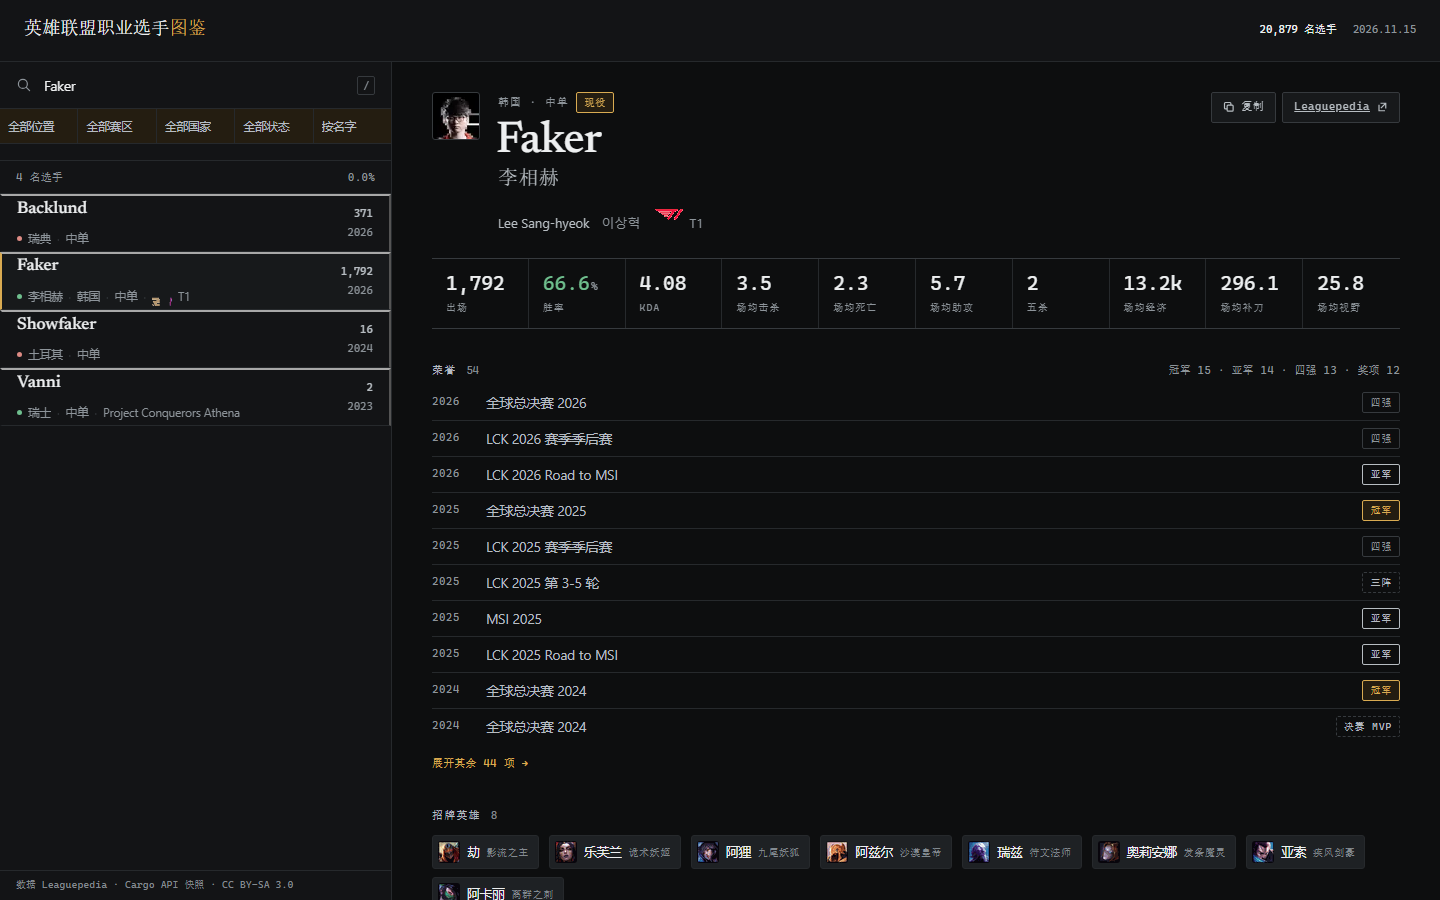 英雄联盟职业选手图鉴
20,879 名选手 2026.11.15
Faker /
全部位置 全部赛区 全部国家 全部状态 按名字
4 名选手 0.0%
Backlund 371
瑞典 · 中单 2026
Faker 1,792
李相赫 · 韩国 · 中单 · T1 2026
Showfaker 16
土耳其 · 中单 2024
Vanni 2
瑞士 · 中单 · Project Conquerors Athena 2023
数据 Leaguepedia · Cargo API 快照 · CC BY-SA 3.0
韩国 · 中单 现役
复制 Leaguepedia
Faker
李相赫
Lee Sang-hyeok 이상혁 T1
1,792 66.6% 4.08 3.5 2.3 5.7 2 13.2k 296.1 25.8
出场 胜率 KDA 场均击杀 场均死亡 场均助攻 五杀 场均经济 场均补刀 场均视野
荣誉 54 冠军 15 · 亚军 14 · 四强 13 · 奖项 12
2026 全球总决赛 2026 四强
2026 LCK 2026 赛季季后赛 四强
2026 LCK 2026 Road to MSI 亚军
2025 全球总决赛 2025 冠军
2025 LCK 2025 赛季季后赛 四强
2025 LCK 2025 第 3-5 轮 三阵
2025 MSI 2025 亚军
2025 LCK 2025 Road to MSI 亚军
2024 全球总决赛 2024 冠军
2024 全球总决赛 2024 决赛 MVP
展开其余 44 项 →
招牌英雄 8
劫 影流之主 乐芙兰 诡术妖姬 阿狸 九尾妖狐 阿兹尔 沙漠皇帝 瑞兹 符文法师 奥莉安娜 发条魔灵 亚索 疾风剑豪
阿卡丽 离群之刺